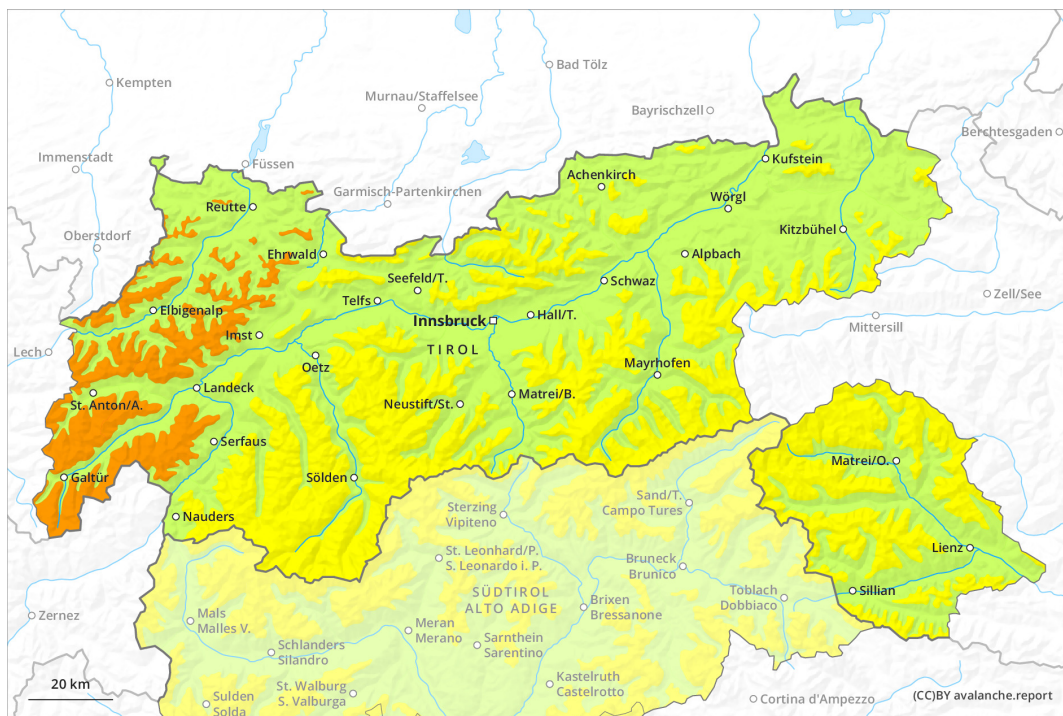 Kempten
Bad Tölz
Murnau/Staffelsee
Bayrischzell
Berchtesgaden
Immenstadt
Füssen
Kufstein
Achenkirch
Garmisch-Partenkirchen
Wörgl
Reutte
Oberstdorf
Kitzbühel
Ehrwald
Alpbach
Seefeld/T.
Schwaz
Zell/See
Telfs
Elbigenalp
Hall/T.
Innsbruck
Mittersill
Imst
TIROL
Lech
Oetz
Mayrhofen
Landeck
Matrei/B.
St. Anton/A.
Neustift/St.
Serfaus
Matrei/O.
Galtür
Sölden
Sand/T.
Campo Tures
Sterzing
Vipiteno
Nauders
Lienz
St. Leonhard/P.
S. Leonardo i. P.
Bruneck
Brunico
Sillian
SÜDTIROL
ALTO ADIGE
Toblach
Dobbiaco
Brixen
Bressanone
Zernez
Mals
Malles V.
Meran
Merano
Sarnthein
Sarentino
Schlanders
Silandro
20 km
St. Walburg
S. Valburga
Kastelruth
Castelrotto
Sulden
Solda
Cortina d'Ampezzo
(CC)BY avalanche.report